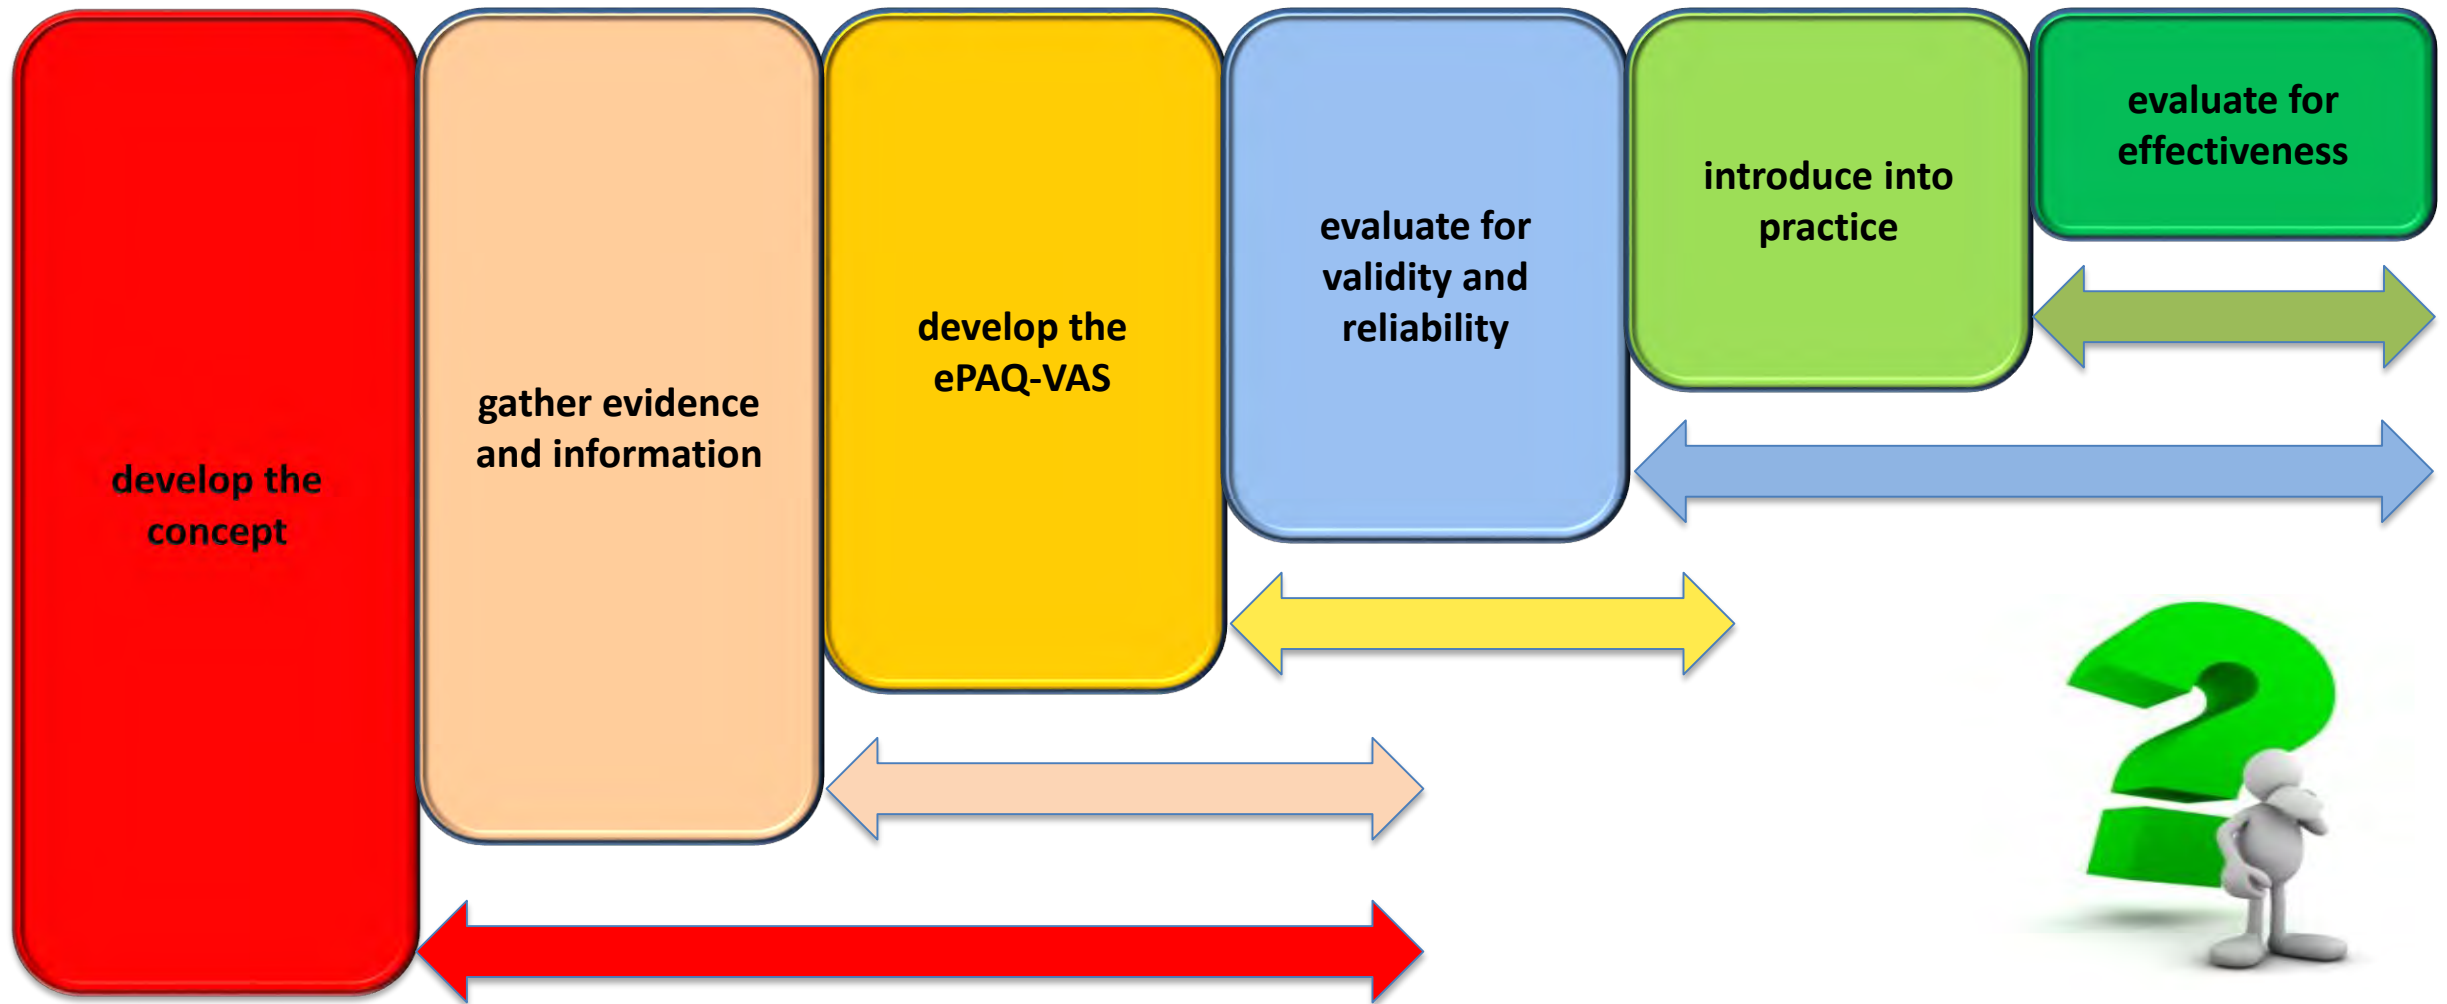 develop the
concept
gather evidence
and information
develop the
ePAQ-VAS
evaluate for
validity and
reliability
introduce into
practice
evaluate for
effectiveness